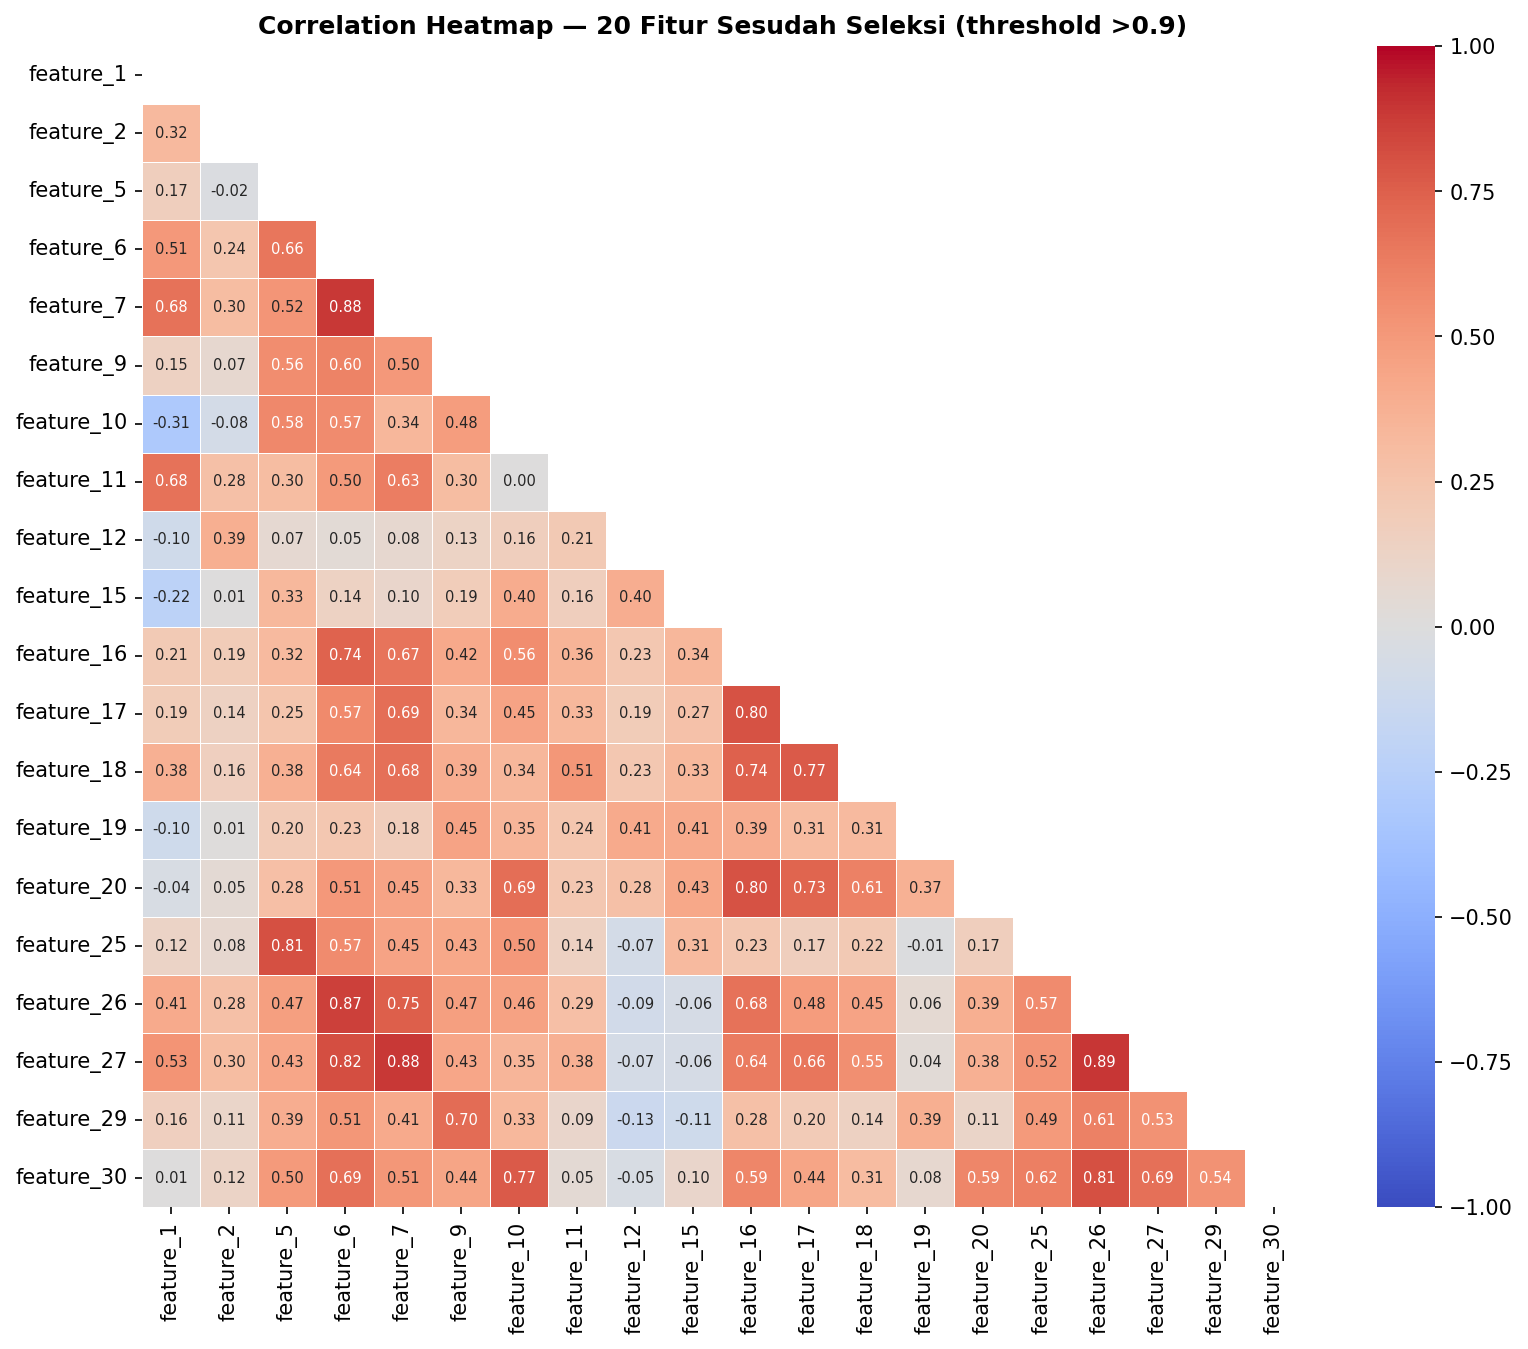 Correlation Heatmap — 20 Fitur Sesudah Seleksi (threshold >0.9)
feature_1
feature_2 0.32
feature_5 0.17 -0.02
feature_6 0.51 0.24 0.66
feature_7 0.68 0.30 0.52 0.88
feature_9 0.15 0.07 0.56 0.60 0.50
feature_10 -0.31 -0.08 0.58 0.57 0.34 0.48
feature_11 0.68 0.28 0.30 0.50 0.63 0.30 0.00
feature_12 -0.10 0.39 0.07 0.05 0.08 0.13 0.16 0.21
feature_15 -0.22 0.01 0.33 0.14 0.10 0.19 0.40 0.16 0.40
feature_16 0.21 0.19 0.32 0.74 0.67 0.42 0.56 0.36 0.23 0.34
feature_17 0.19 0.14 0.25 0.57 0.69 0.34 0.45 0.33 0.19 0.27 0.80
feature_18 0.38 0.16 0.38 0.64 0.68 0.39 0.34 0.51 0.23 0.33 0.74 0.77
feature_19 -0.10 0.01 0.20 0.23 0.18 0.45 0.35 0.24 0.41 0.41 0.39 0.31 0.31
feature_20 -0.04 0.05 0.28 0.51 0.45 0.33 0.69 0.23 0.28 0.43 0.80 0.73 0.61 0.37
feature_25 0.12 0.08 0.81 0.57 0.45 0.43 0.50 0.14 -0.07 0.31 0.23 0.17 0.22 -0.01 0.17
feature_26 0.41 0.28 0.47 0.87 0.75 0.47 0.46 0.29 -0.09 -0.06 0.68 0.48 0.45 0.06 0.39 0.57
feature_27 0.53 0.30 0.43 0.82 0.88 0.43 0.35 0.38 -0.07 -0.06 0.64 0.66 0.55 0.04 0.38 0.52 0.89
feature_29 0.16 0.11 0.39 0.51 0.41 0.70 0.33 0.09 -0.13 -0.11 0.28 0.20 0.14 0.39 0.11 0.49 0.61 0.53
feature_30 0.01 0.12 0.50 0.69 0.51 0.44 0.77 0.05 -0.05 0.10 0.59 0.44 0.31 0.08 0.59 0.62 0.81 0.69 0.54
feature_1 feature_2 feature_5 feature_6 feature_7 feature_9 feature_10 feature_11 feature_12 feature_15 feature_16 feature_17 feature_18 feature_19 feature_20 feature_25 feature_26 feature_27 feature_29 feature_30
1.00
0.75
0.50
0.25
0.00
−0.25
−0.50
−0.75
−1.00